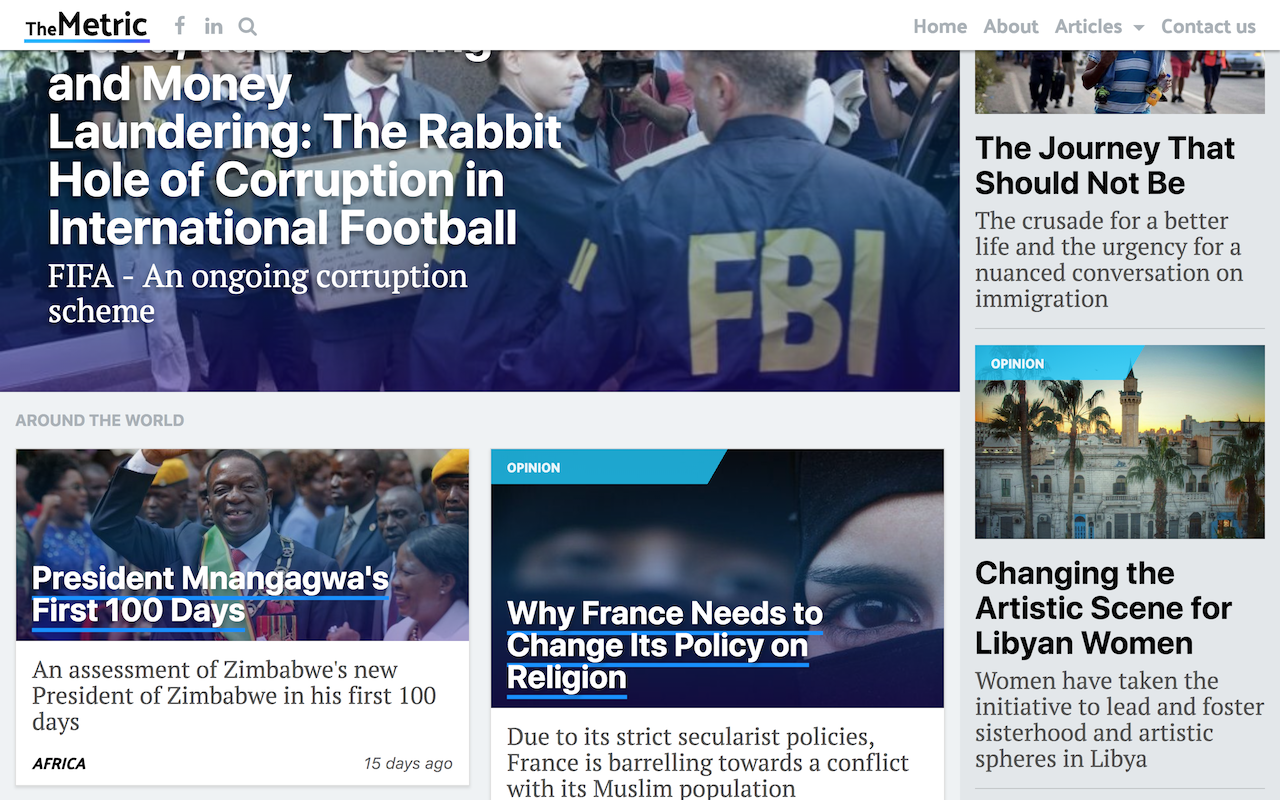 TheMetric
Home
About
Articles
Contact us
and Money
Laundering: The Rabbit
Hole of Corruption in
International Football
FIFA - An ongoing corruption
scheme
FBI
AROUND THE WORLD
President Mnangagwa's
First 100 Days
An assessment of Zimbabwe's new
President of Zimbabwe in his first 100
days
AFRICA
15 days ago
OPINION
Why France Needs to
Change Its Policy on
Religion
Due to its strict secularist policies,
France is barrelling towards a conflict
with its Muslim population
The Journey That
Should Not Be
The crusade for a better
life and the urgency for a
nuanced conversation on
immigration
OPINION
Changing the
Artistic Scene for
Libyan Women
Women have taken the
initiative to lead and foster
sisterhood and artistic
spheres in Libya